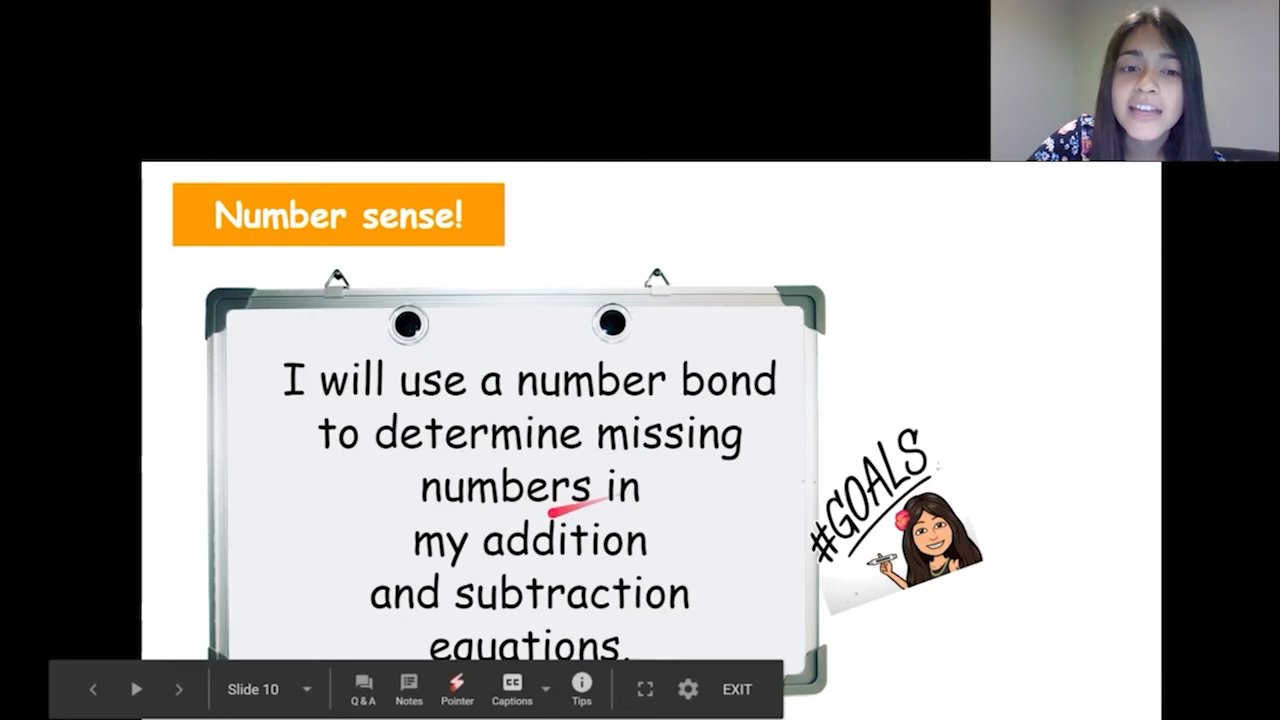 Number sense!
I will use a number bond
to determine missing
numbers in
my addition
and subtraction
equations.
#GOALS
Slide 10
Q & A
Notes
Pointer
Captions
CC
Tips
EXIT